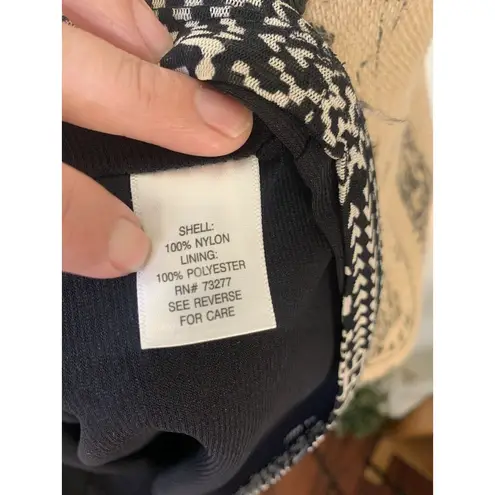 SHELL:
100% NYLON
LINING:
100% POLYESTER
RN# 73277
SEE REVERSE
FOR CARE